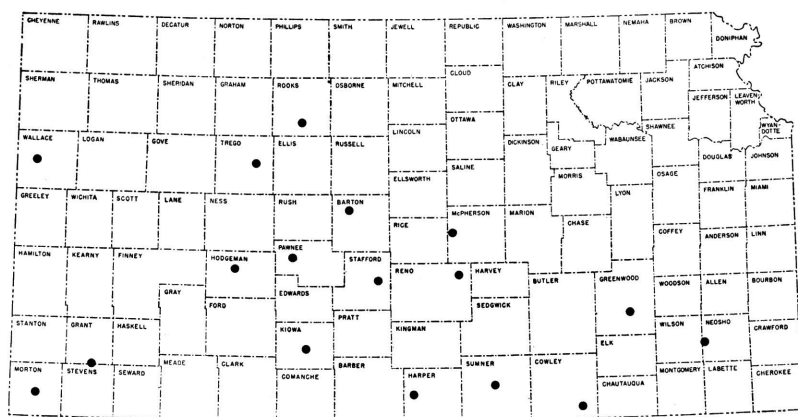 CHEYENNE RAWLINS DECATUR NORTON PHILLIPS SMITH JEWELL REPUBLIC WASHINGTON MARSHALL NEMAHA BROWN
DONIPHAN
ATCHISON
SHERMAN THOMAS SHERIDAN GRAHAM ROOKS OSBORNE MITCHELL CLOUD CLAY RILEY POTTAWATOMIE JACKSON
JEFFERSON LEAVEN-
WORTH
OTTAWA
WYAN-
DOTTE
SHAWNEE
WALLACE LOGAN GOVE TREGO ELLIS RUSSELL LINCOLN DICKINSON GEARY WABAUNSEE
DOUGLAS JOHNSON
SALINE
ELLSWORTH MORRIS OSAGE
GREELEY WICHITA SCOTT LANE NESS RUSH BARTON LYON FRANKLIN MIAMI
RICE McPHERSON MARION CHASE
COFFEY ANDERSON LINN
HAMILTON KEARNY FINNEY HODGEMAN PAWNEE STAFFORD RENO HARVEY
BUTLER GREENWOOD WOODSON ALLEN BOURBON
GRAY EDWARDS
FORD SEDGWICK
PRATT
STANTON GRANT HASKELL KIOWA KINGMAN WILSON NEOSHO CRAWFORD
ELK
MEADE CLARK BARBER SUMNER COWLEY
MORTON STEVENS SEWARD COMANCHE HARPER CHAUTAUQUA MONTGOMERY LABETTE CHEROKEE